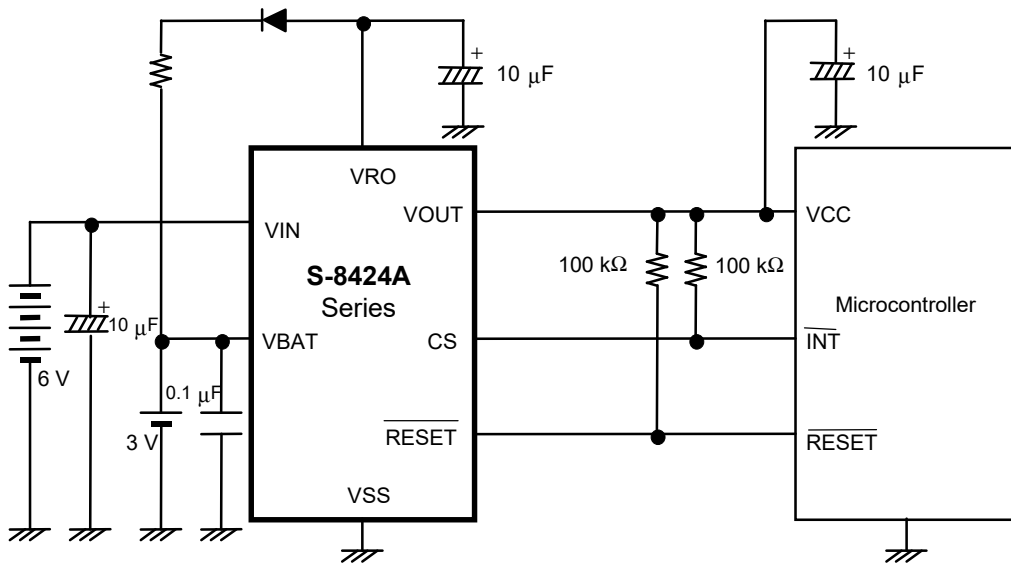 +
10 μF
+
10 μF
VRO
VOUT
VCC
VIN
100 kΩ
100 kΩ
S-8424A
Series
Microcontroller
+
10 μF
VBAT
CS
INT
6 V
0.1 μF
3 V
RESET
RESET
VSS